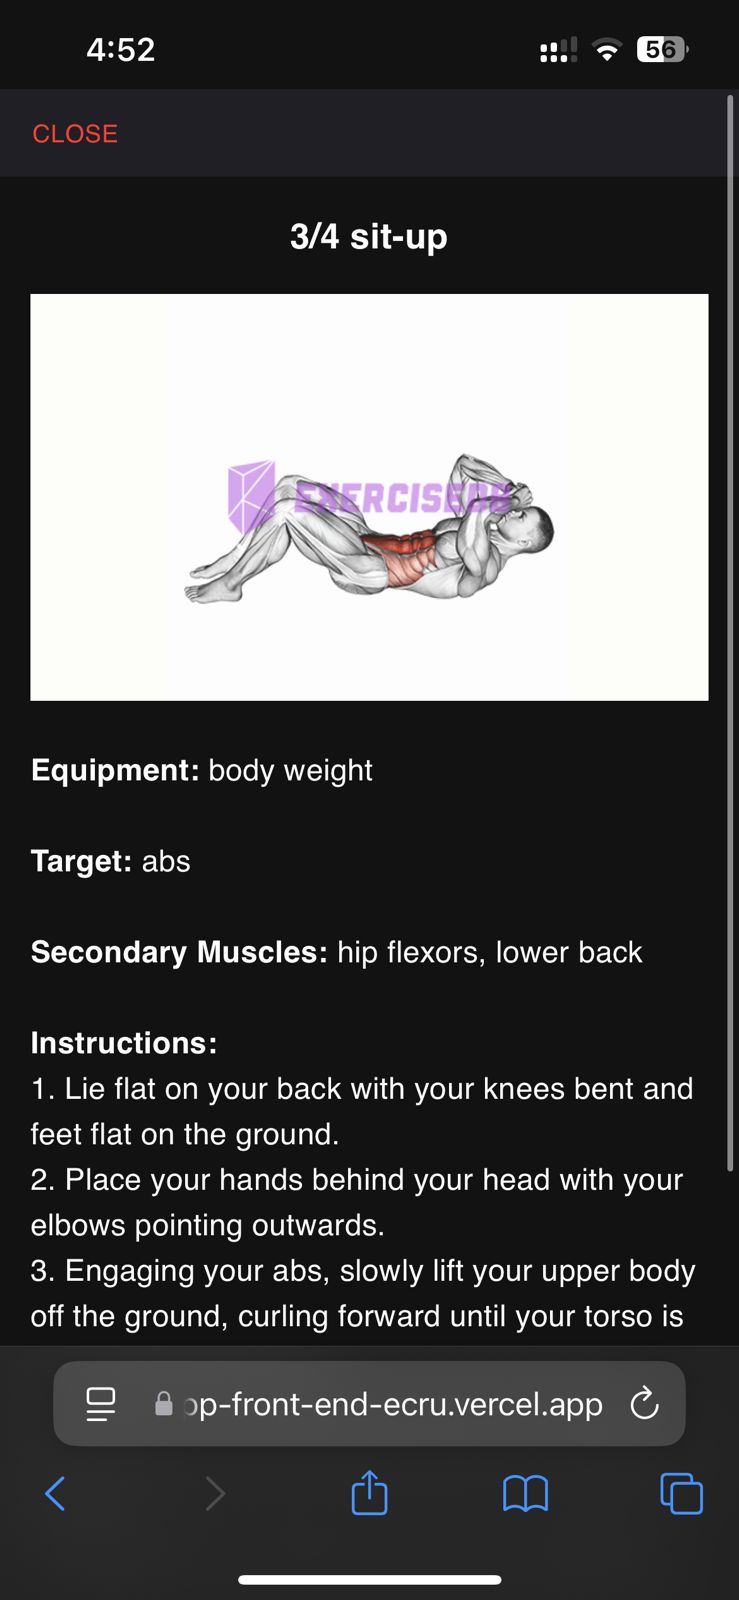 4:52
56
CLOSE
3/4 sit-up
EXERCISEDB
Equipment: body weight
Target: abs
Secondary Muscles: hip flexors, lower back
Instructions:
1. Lie flat on your back with your knees bent and
feet flat on the ground.
2. Place your hands behind your head with your
elbows pointing outwards.
3. Engaging your abs, slowly lift your upper body
off the ground, curling forward until your torso is
op-front-end-ecru.vercel.app